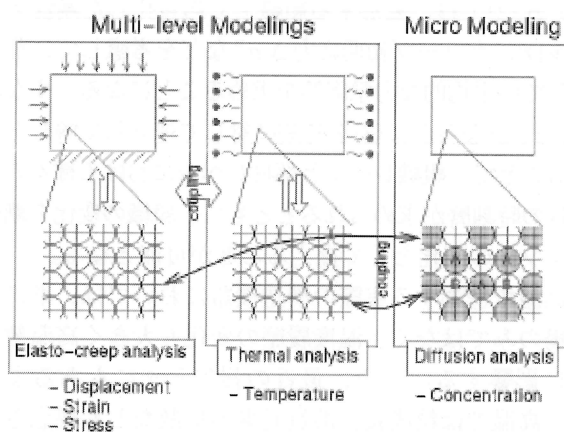 Multi-level Modelings
Micro Modeling
coupling
coupling
A B A
B A B
Elasto-creep analysis
Thermal analysis
Diffusion analysis
- Displacement
- Strain
- Stress
- Temperature
- Concentration